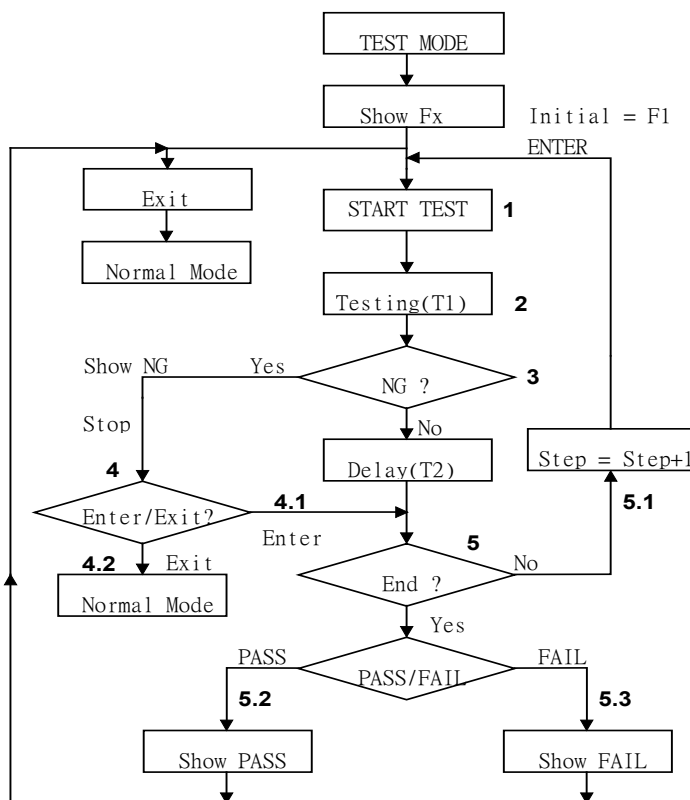 TEST MODE
Show Fx
Initial = F1
ENTER
Exit
START TEST
1
Normal Mode
Testing(T1)
2
Show NG
Yes
NG ?
3
Stop
No
Delay(T2)
Step = Step+1
4
4.1
5.1
Enter/Exit?
Enter
5
4.2
Exit
No
End ?
Normal Mode
Yes
PASS
FAIL
PASS/FAIL
5.2
5.3
Show PASS
Show FAIL